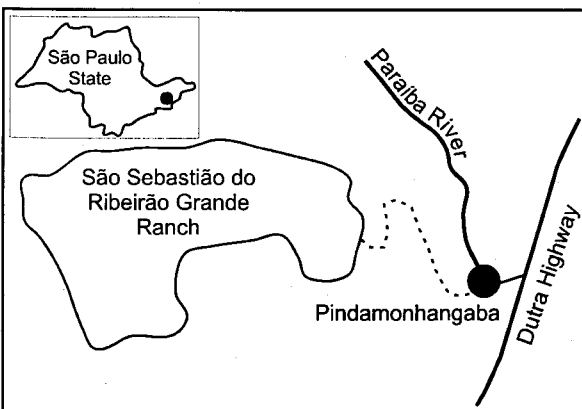 São Paulo
State
Paraíba River
São Sebastião do
Ribeirão Grande
Ranch
Pindamonhangaba
Dutra Highway